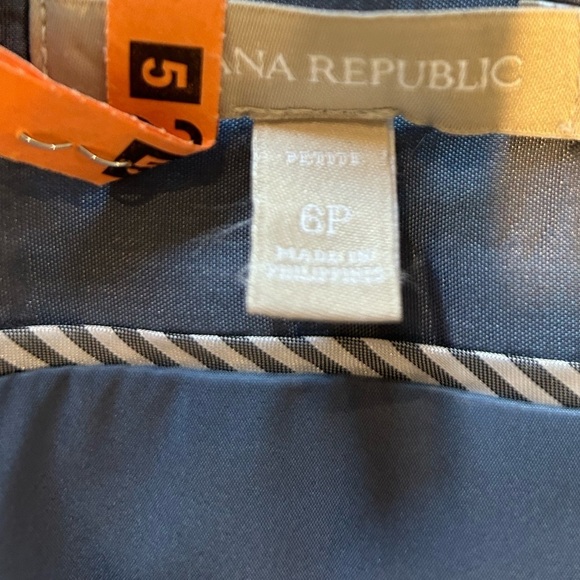 ANA REPUBLIC
5
PETITE
6P
MADE IN
PHILIPPINES